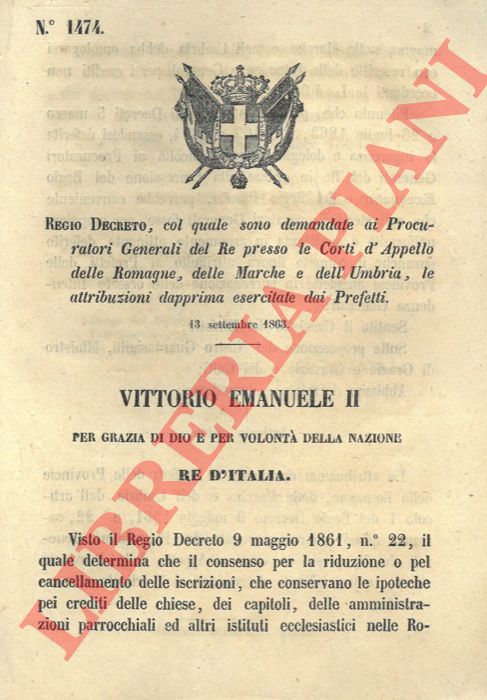 N.° 1474.
REGIO DECRETO, col quale sono demandate ai Procu-
ratori Generali del Re presso le Corti d'Appello
delle Romagne, delle Marche e dell'Umbria, le
attribuzioni dapprima esercitate dai Prefetti.
13 settembre 1863.
VITTORIO EMANUELE II
PER GRAZIA DI DIO E PER VOLONTÀ DELLA NAZIONE
RE D'ITALIA.
Visto il Regio Decreto 9 maggio 1861, n.° 22, il
quale determina che il consenso per la riduzione o pel
cancellamento delle iscrizioni, che conservano le ipoteche
pei crediti delle chiese, dei capitoli, delle amministra-
zioni parrocchiali ed altri istituti ecclesiastici nelle Ro-
LIBRERIA PIANI